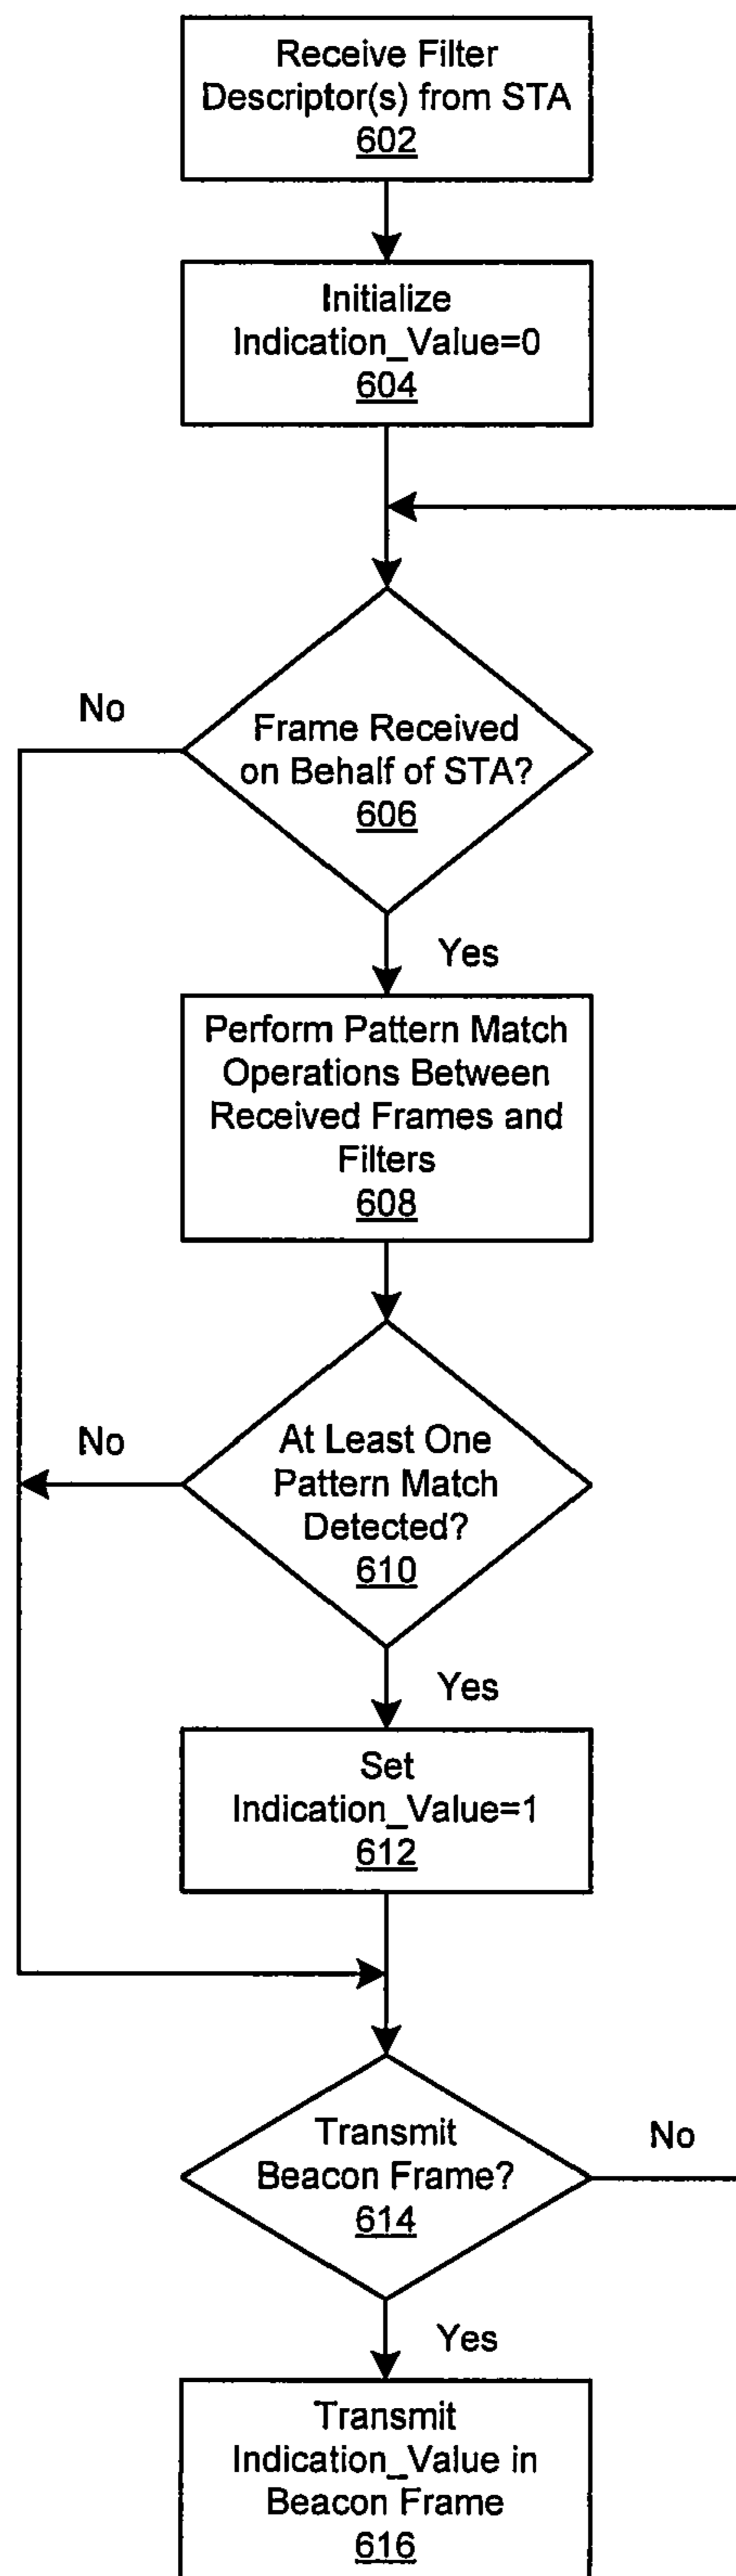 Receive Filter
Descriptor(s) from STA
602
Initialize
Indication_Value=0
604
No
Frame Received
on Behalf of STA?
606
Yes
Perform Pattern Match
Operations Between
Received Frames and
Filters
608
No
At Least One
Pattern Match
Detected?
610
Yes
Set
Indication_Value=1
612
Transmit
Beacon Frame?
614
No
Yes
Transmit
Indication_Value in
Beacon Frame
616